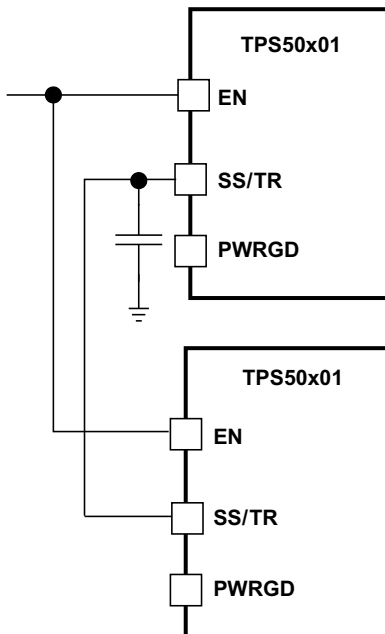 TPS50x01
EN
SS/TR
PWRGD
TPS50x01
EN
SS/TR
PWRGD